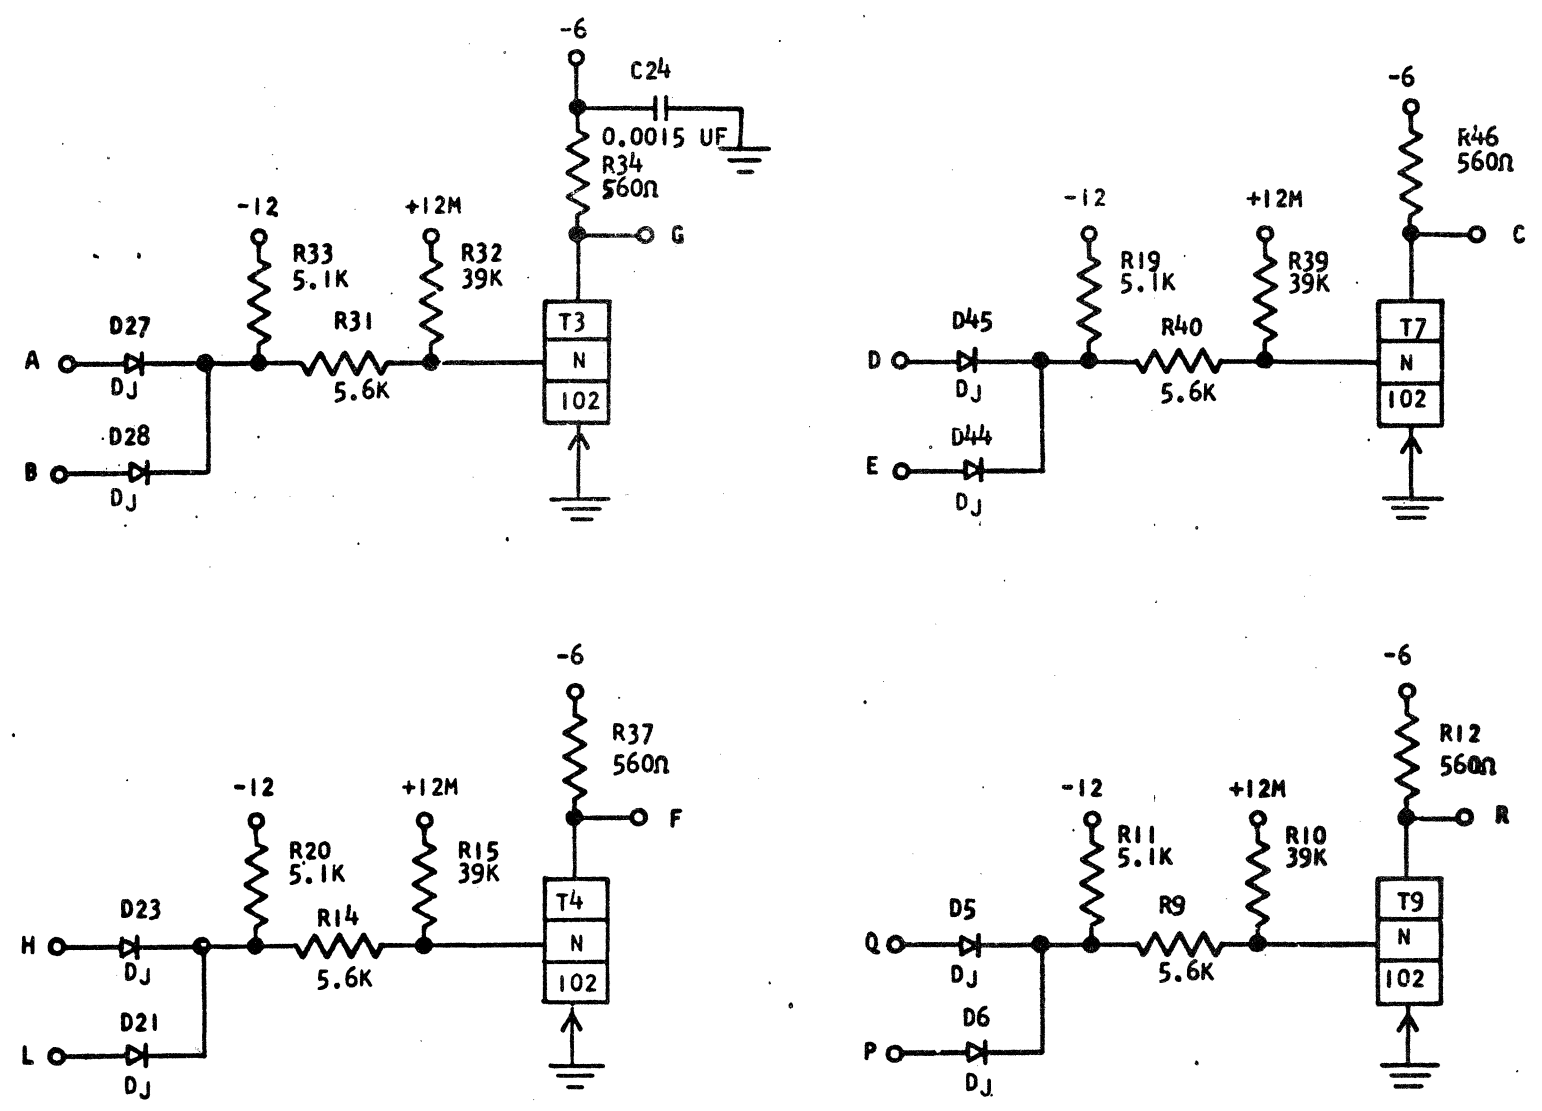 -6
C24
0.0015 UF
R34
560Ω
G
-12
+12M
R33
5.1K
R32
39K
D27
R31
A
DJ
5.6K
T3
N
102
D28
B
DJ
-6
R46
560Ω
C
-12
+12M
R19
5.1K
R39
39K
D45
R40
D
DJ
5.6K
T7
N
102
D44
E
DJ
-6
R37
560Ω
F
-12
+12M
R20
5.1K
R15
39K
D23
R14
H
DJ
5.6K
T4
N
102
D21
L
DJ
-6
R12
560Ω
R
-12
+12M
R11
5.1K
R10
39K
D5
R9
Q
DJ
5.6K
T9
N
102
D6
P
DJ